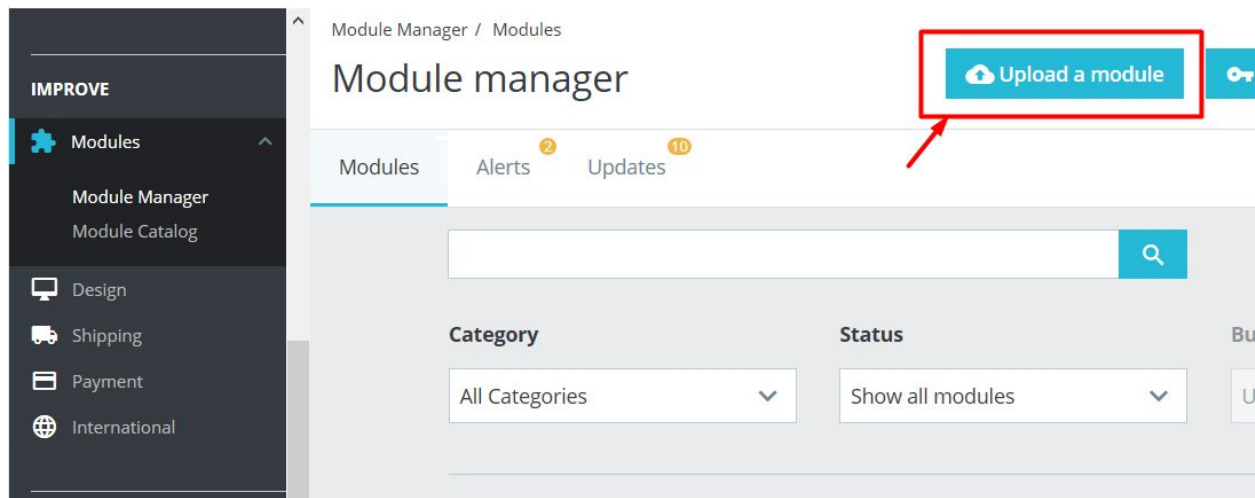 IMPROVE
Modules
Module Manager
Module Catalog
Design
Shipping
Payment
International
Module Manager / Modules
Module manager
Upload a module
Modules
Alerts 2
Updates 10
Category
All Categories
Status
Show all modules
Bu
U